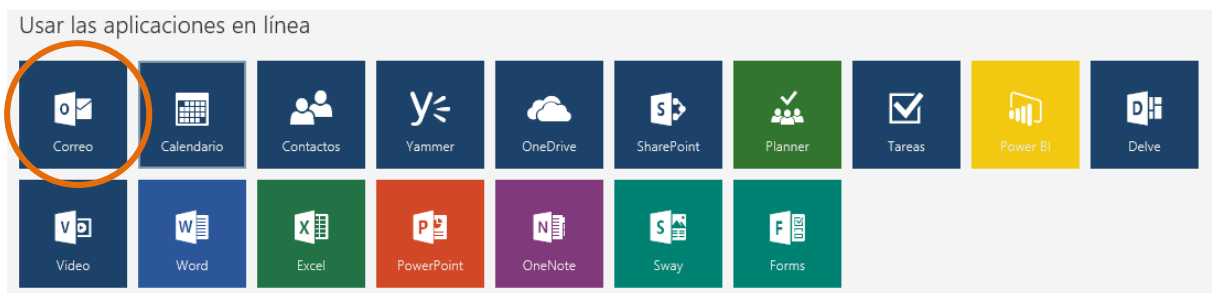 Usar las aplicaciones en línea
Correo Calendario Contactos Yammer OneDrive SharePoint Planner Tareas Power BI Delve
Video Word Excel PowerPoint OneNote Sway Forms